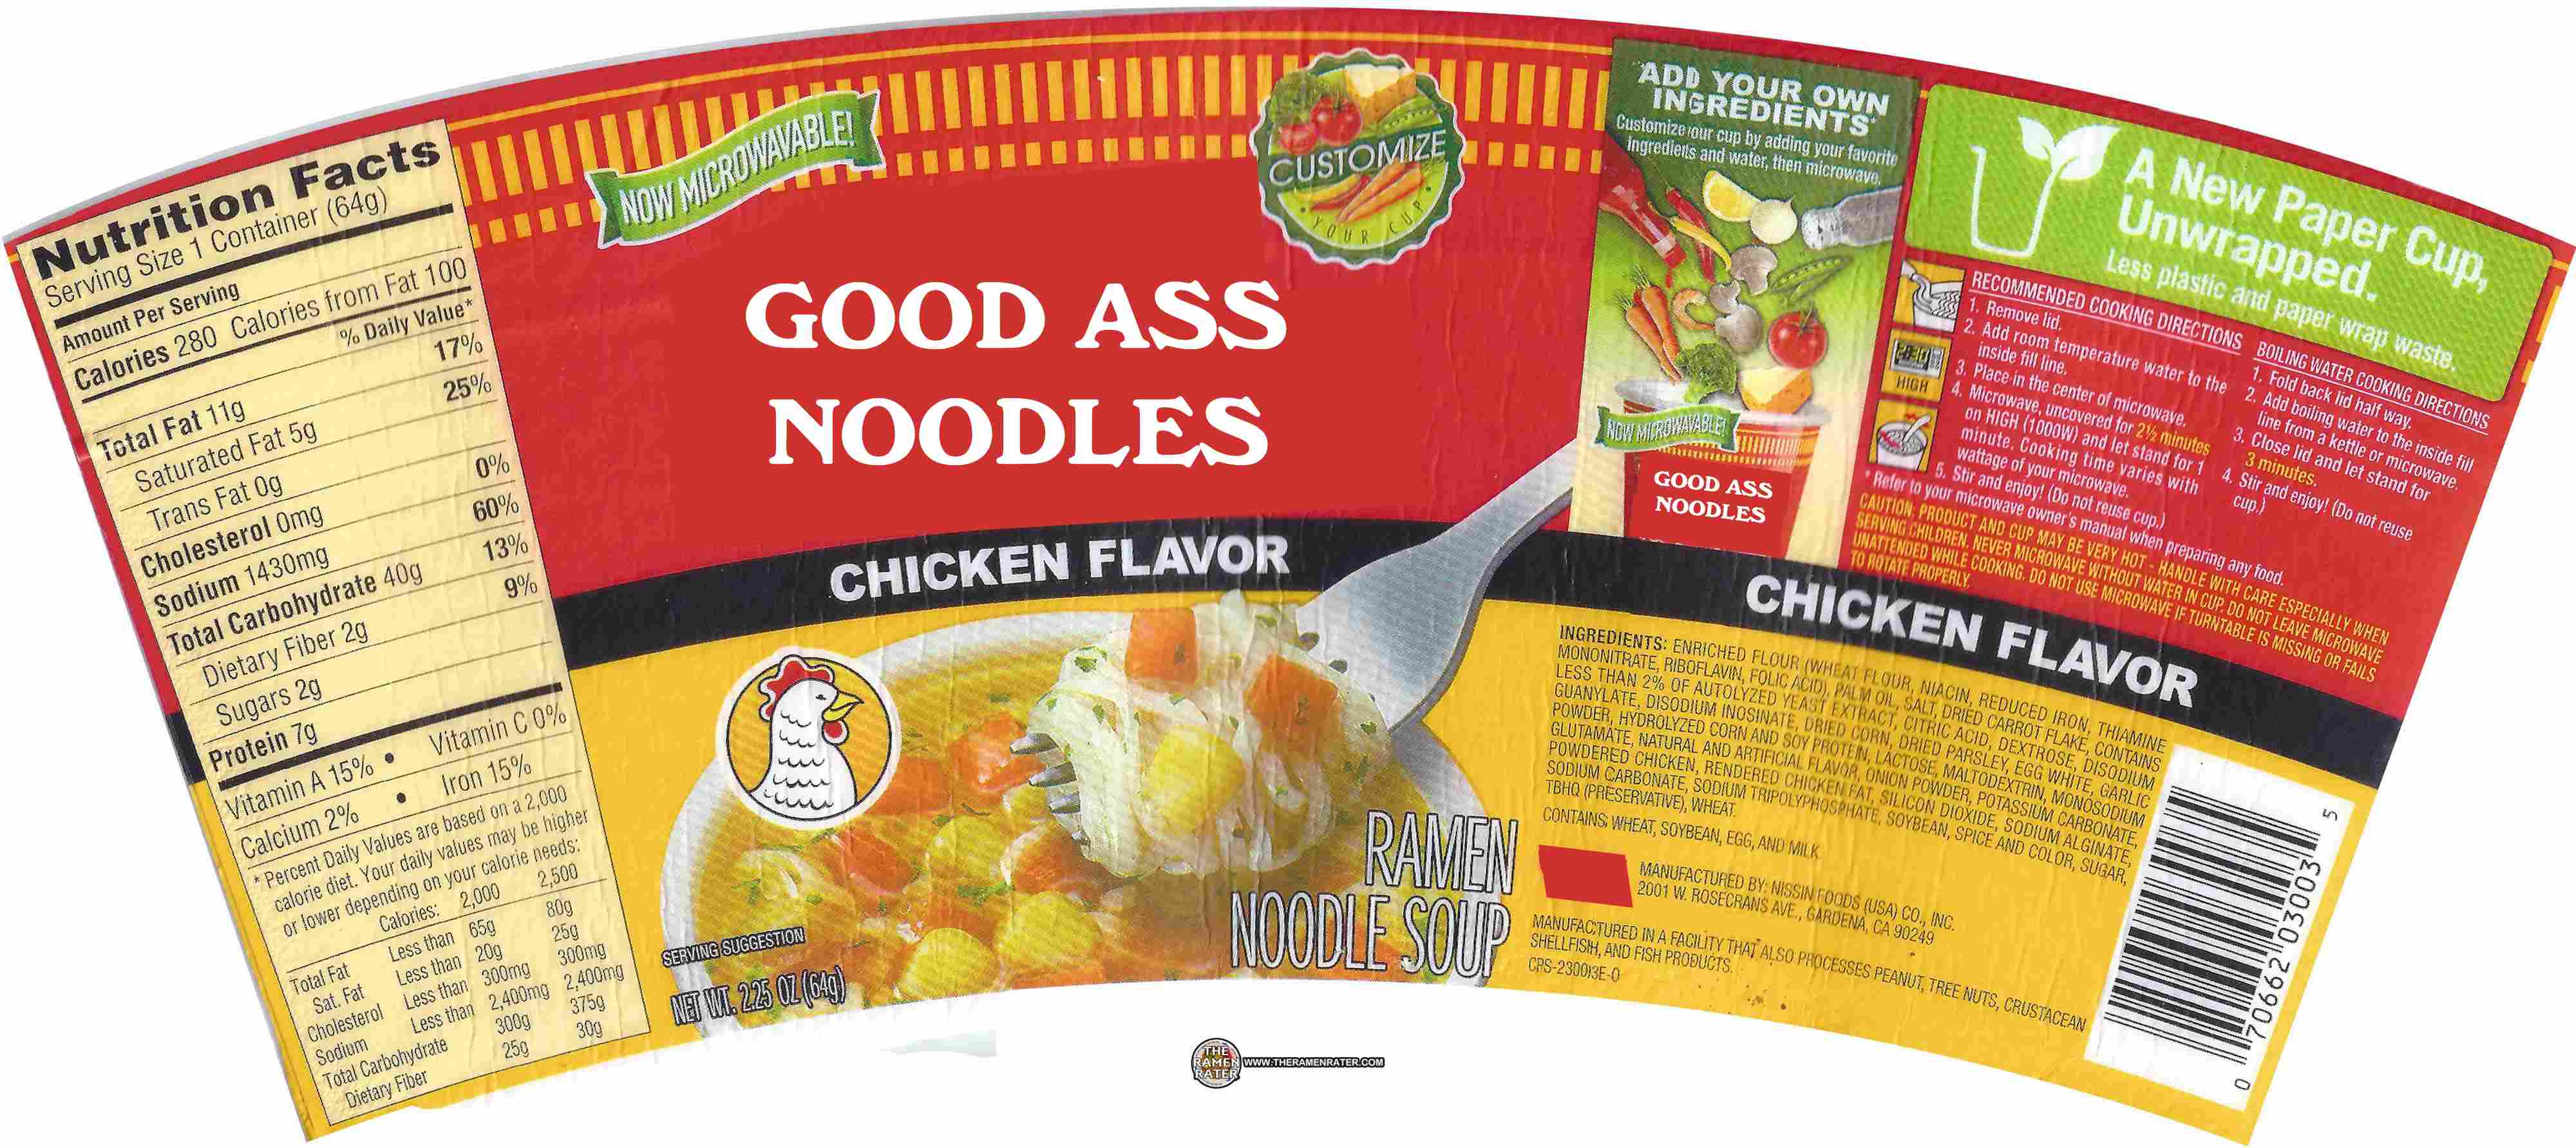 Nutrition Facts
Serving Size 1 Container (64g)
Amount Per Serving
Calories 280 Calories from Fat 100
% Daily Value*
Total Fat 11g 17%
Saturated Fat 5g 25%
Trans Fat 0g
Cholesterol 0mg 0%
Sodium 1430mg 60%
Total Carbohydrate 40g 13%
Dietary Fiber 2g 9%
Sugars 2g
Protein 7g
Vitamin A 15% • Vitamin C 0%
Calcium 2% • Iron 15%
* Percent Daily Values are based on a 2,000
calorie diet. Your daily values may be higher
or lower depending on your calorie needs:
Calories: 2,000 2,500
Total Fat Less than 65g 80g
Sat. Fat Less than 20g 25g
Cholesterol Less than 300mg 300mg
Sodium Less than 2,400mg 2,400mg
Total Carbohydrate 300g 375g
Dietary Fiber 25g 30g
NOW MICROWAVABLE!
CUSTOMIZE
• YOUR CUP •
GOOD ASS
NOODLES
CHICKEN FLAVOR
RAMEN
NOODLE SOUP
SERVING SUGGESTION
NET WT. 2.25 OZ (64g)
ADD YOUR OWN
INGREDIENTS*
Customize your cup by adding your favorite
ingredients and water, then microwave.
NOW MICROWAVABLE!
GOOD ASS
NOODLES
A New Paper Cup,
Unwrapped.
Less plastic and paper wrap waste.
HIGH
RECOMMENDED COOKING DIRECTIONS
1. Remove lid.
2. Add room temperature water to the
inside fill line.
3. Place in the center of microwave.
4. Microwave, uncovered for 2½ minutes
on HIGH (1000W) and let stand for 1
minute. Cooking time varies with
wattage of your microwave.
5. Stir and enjoy! (Do not reuse cup.)
* Refer to your microwave owner's manual when preparing any food.
BOILING WATER COOKING DIRECTIONS
1. Fold back lid half way.
2. Add boiling water to the inside fill
line from a kettle or microwave.
3. Close lid and let stand for
3 minutes.
4. Stir and enjoy! (Do not reuse
cup.)
CAUTION: PRODUCT AND CUP MAY BE VERY HOT - HANDLE WITH CARE ESPECIALLY WHEN
SERVING CHILDREN. NEVER MICROWAVE WITHOUT WATER IN CUP. DO NOT LEAVE MICROWAVE
UNATTENDED WHILE COOKING. DO NOT USE MICROWAVE IF TURNTABLE IS MISSING OR FAILS
TO ROTATE PROPERLY.
CHICKEN FLAVOR
INGREDIENTS: ENRICHED FLOUR (WHEAT FLOUR, NIACIN, REDUCED IRON, THIAMINE
MONONITRATE, RIBOFLAVIN, FOLIC ACID), PALM OIL, SALT, DRIED CARROT FLAKE, CONTAINS
LESS THAN 2% OF AUTOLYZED YEAST EXTRACT, CITRIC ACID, DEXTROSE, DISODIUM
GUANYLATE, DISODIUM INOSINATE, DRIED CORN, DRIED PARSLEY, EGG WHITE, GARLIC
POWDER, HYDROLYZED CORN AND SOY PROTEIN, LACTOSE, MALTODEXTRIN, MONOSODIUM
GLUTAMATE, NATURAL AND ARTIFICIAL FLAVOR, ONION POWDER, POTASSIUM CARBONATE,
POWDERED CHICKEN, RENDERED CHICKEN FAT, SILICON DIOXIDE, SODIUM ALGINATE,
SODIUM CARBONATE, SODIUM TRIPOLYPHOSPHATE, SOYBEAN, SPICE AND COLOR, SUGAR,
TBHQ (PRESERVATIVE), WHEAT.
CONTAINS: WHEAT, SOYBEAN, EGG, AND MILK
MANUFACTURED BY: NISSIN FOODS (USA) CO., INC.
2001 W. ROSECRANS AVE., GARDENA, CA 90249
MANUFACTURED IN A FACILITY THAT ALSO PROCESSES PEANUT, TREE NUTS, CRUSTACEAN
SHELLFISH, AND FISH PRODUCTS.
CPS-23003E-0
0 70662 03003 5
THE
RAMEN
RATER
WWW.THERAMENRATER.COM